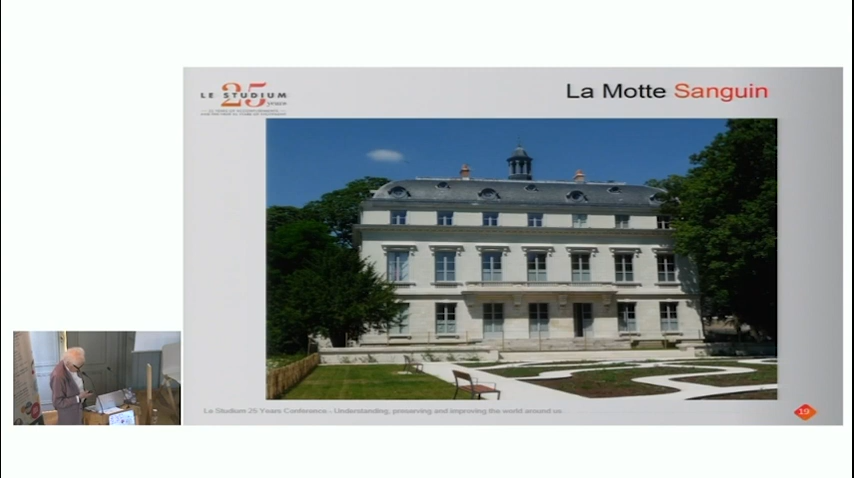 La Motte Sanguin
LE STUDIUM
25
years
Le Studium 25 Years Conference - Understanding, preserving and improving the world around us
19